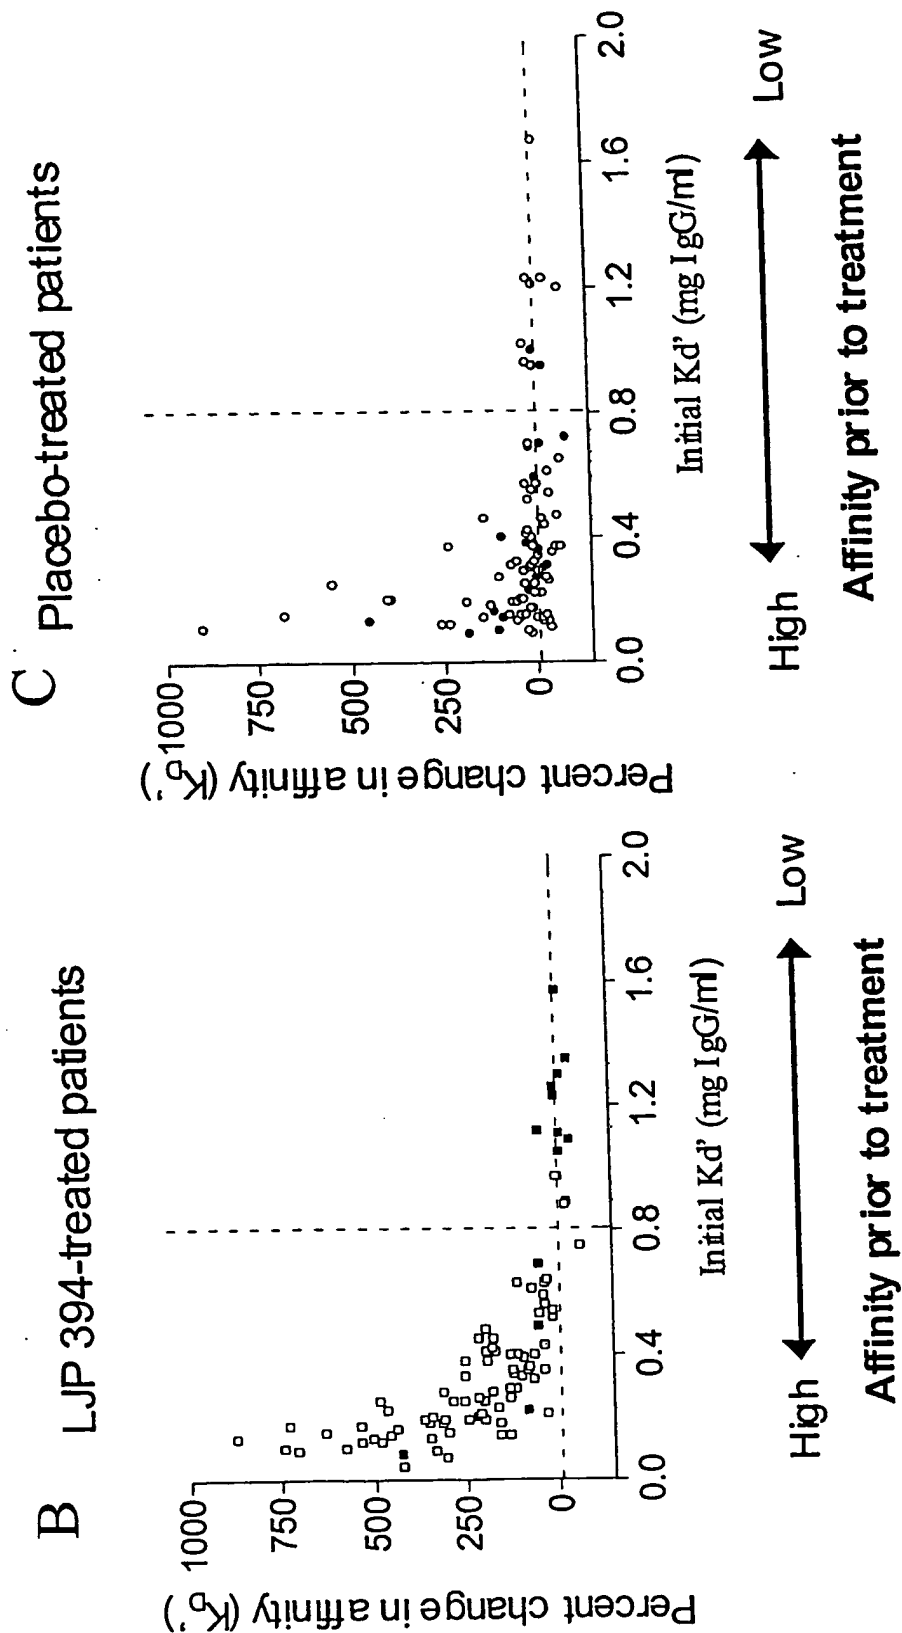 B LJP 394-treated patients
Percent change in affinity (K_D')
1000
750
500
250
0
0.0 0.4 0.8 1.2 1.6 2.0
Initial Kd' (mg IgG/ml)
High Low
Affinity prior to treatment
C Placebo-treated patients
Percent change in affinity (K_D')
1000
750
500
250
0
0.0 0.4 0.8 1.2 1.6 2.0
Initial Kd' (mg IgG/ml)
High Low
Affinity prior to treatment